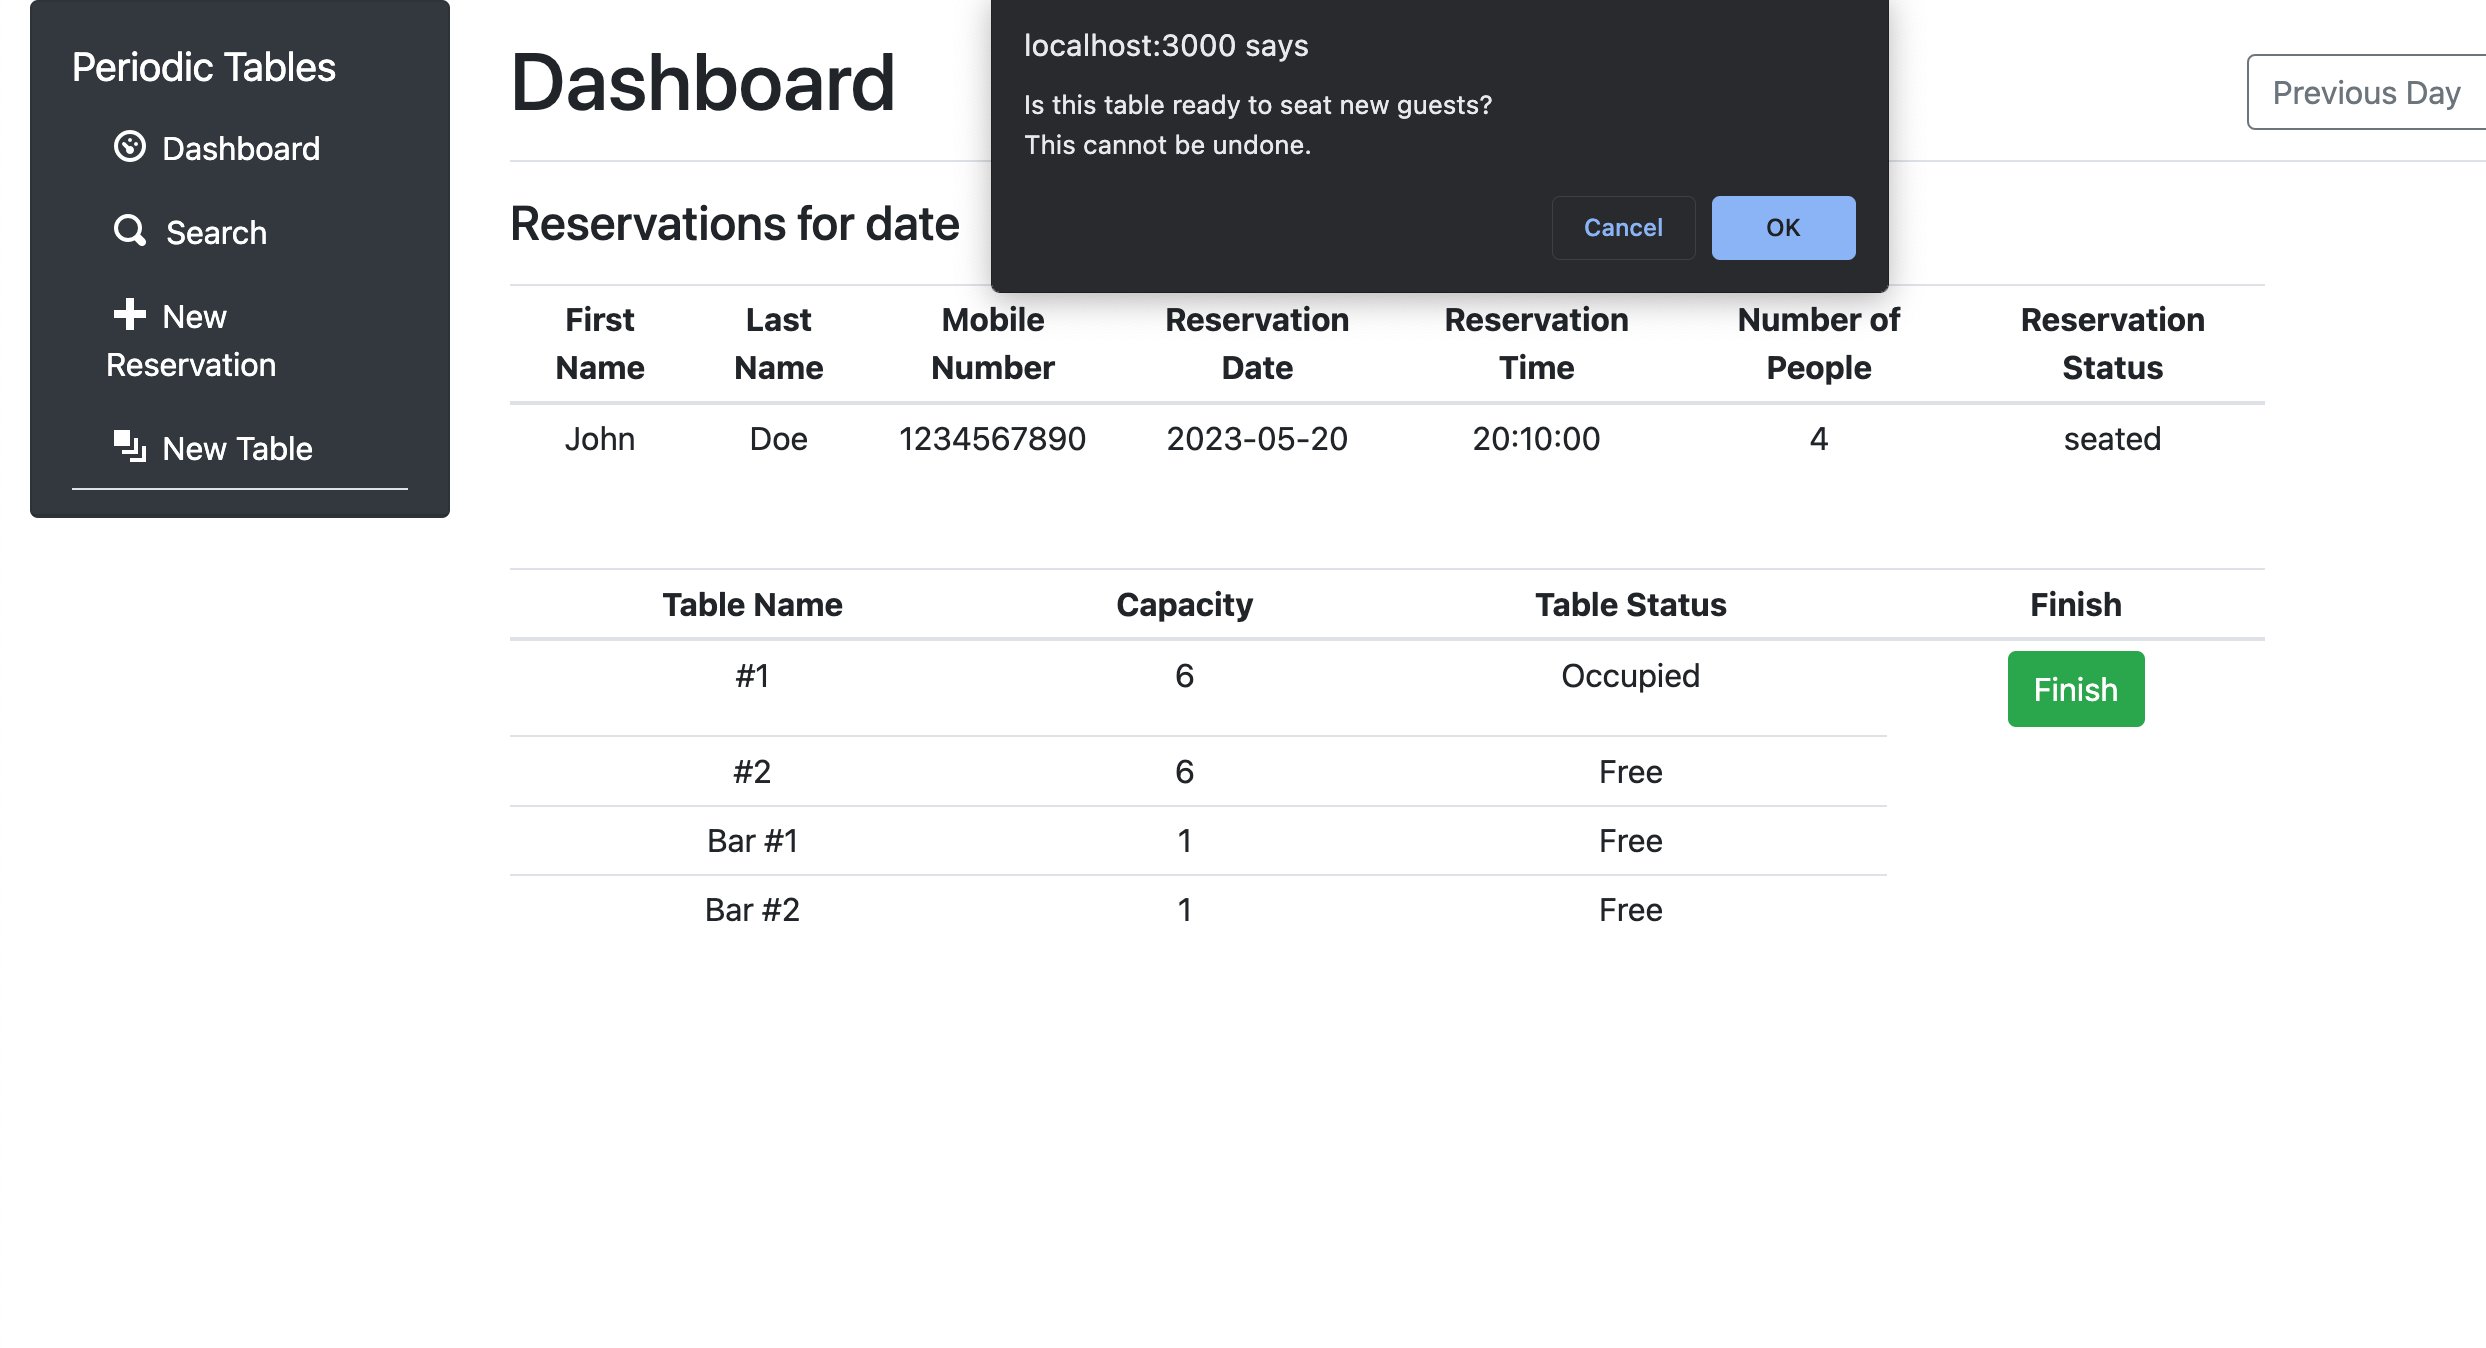 Periodic Tables
Dashboard
Search
New
Reservation
New Table
Dashboard
Previous Day
localhost:3000 says
Is this table ready to seat new guests?
This cannot be undone.
Cancel OK
Reservations for date
First Name Last Name Mobile Number Reservation Date Reservation Time Number of People Reservation Status
John Doe 1234567890 2023-05-20 20:10:00 4 seated
Table Name Capacity Table Status Finish
#1 6 Occupied Finish
#2 6 Free
Bar #1 1 Free
Bar #2 1 Free